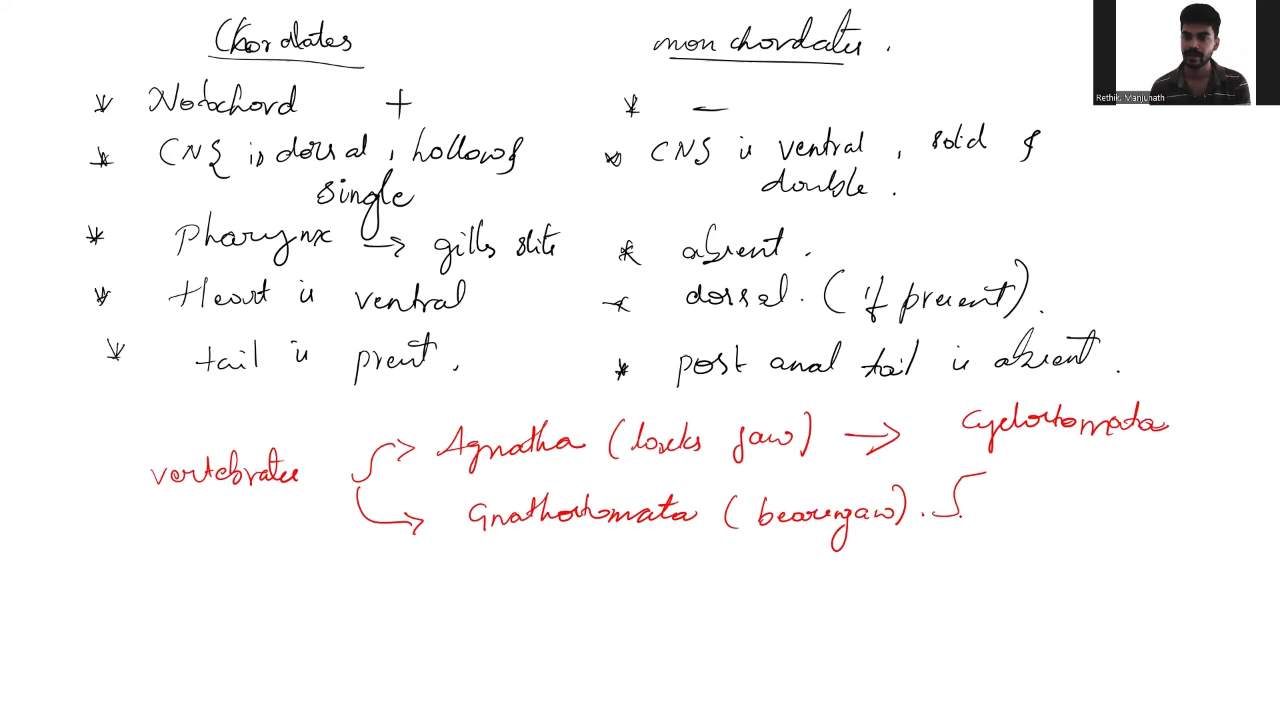 Chordates
non chordates.
* Notochord +
* −
* CNS is dorsal, hollow &
single
* CNS is ventral, solid &
double.
* Pharynx → gills slits
* absent.
* Heart is ventral
* dorsal. (if present).
* tail is present.
* post anal tail is absent.
vertebrates
Agnatha (lacks jaw) → cyclostomata
Gnathostomata (bearing jaw).
Rethik. Manjunath